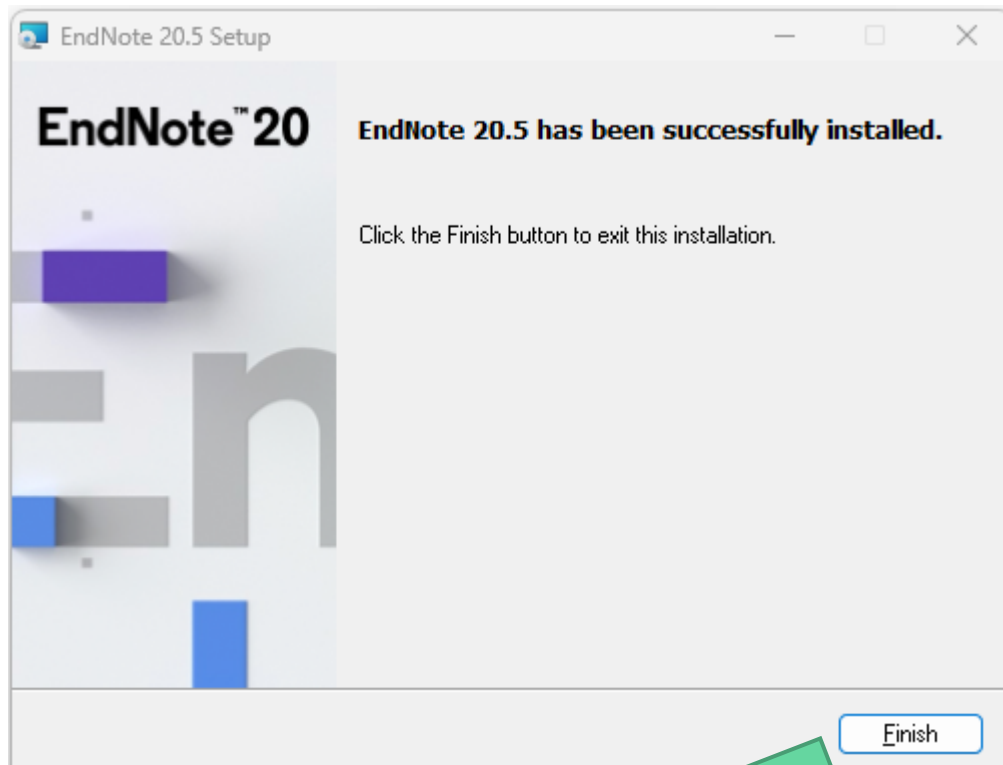 EndNote 20.5 Setup
EndNote™20
EndNote 20.5 has been successfully installed.
Click the Finish button to exit this installation.
En
Finish